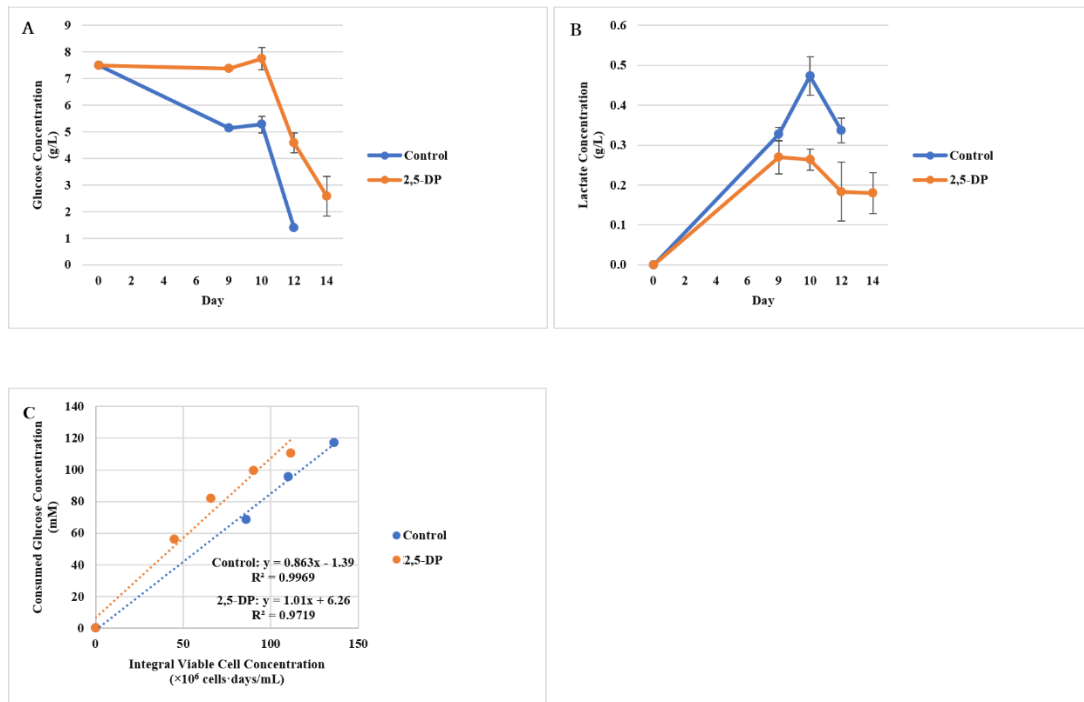 A
Glucose Concentration
(g/L)
9
8
7
6
5
4
3
2
1
0
0 2 4 6 9 10 12 14
Day
Control
2,5-DP
B
Lactate Concentration
(g/L)
0.6
0.5
0.4
0.3
0.2
0.1
0.0
0 2 4 6 9 10 12 14
Day
Control
2,5-DP
C
Consumed Glucose Concentration
(mM)
140
120
100
80
60
40
20
0
Control: y = 0.863x - 1.39
R² = 0.9969
2,5-DP: y = 1.01x + 6.26
R² = 0.9719
0 50 100 150
Integral Viable Cell Concentration
(×10⁶ cells·days/mL)
Control
2,5-DP